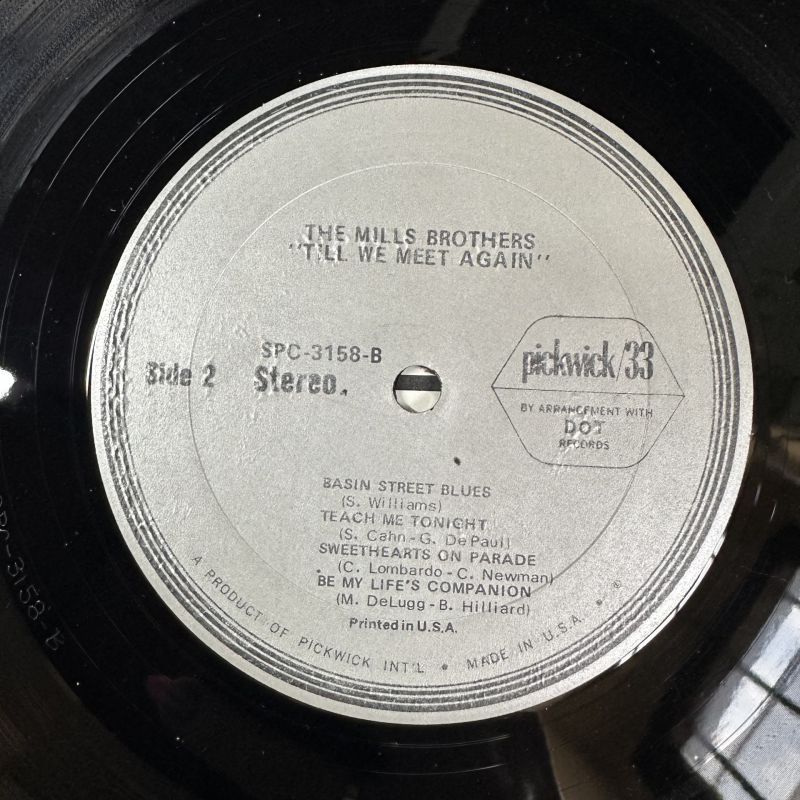 THE MILLS BROTHERS
"TILL WE MEET AGAIN"
SPC-3158-B
Side 2
Stereo.
pickwick/33
BY ARRANGEMENT WITH
DOT
RECORDS
BASIN STREET BLUES
(S. Williams)
TEACH ME TONIGHT
(S. Cahn - G. De Paul)
SWEETHEARTS ON PARADE
(C. Lombardo - C. Newman)
BE MY LIFE'S COMPANION
(M. DeLugg - B. Hilliard)
Printed in U.S.A.
A PRODUCT OF PICKWICK INT'L • MADE IN U.S.A. • ®
SPC-3158-B